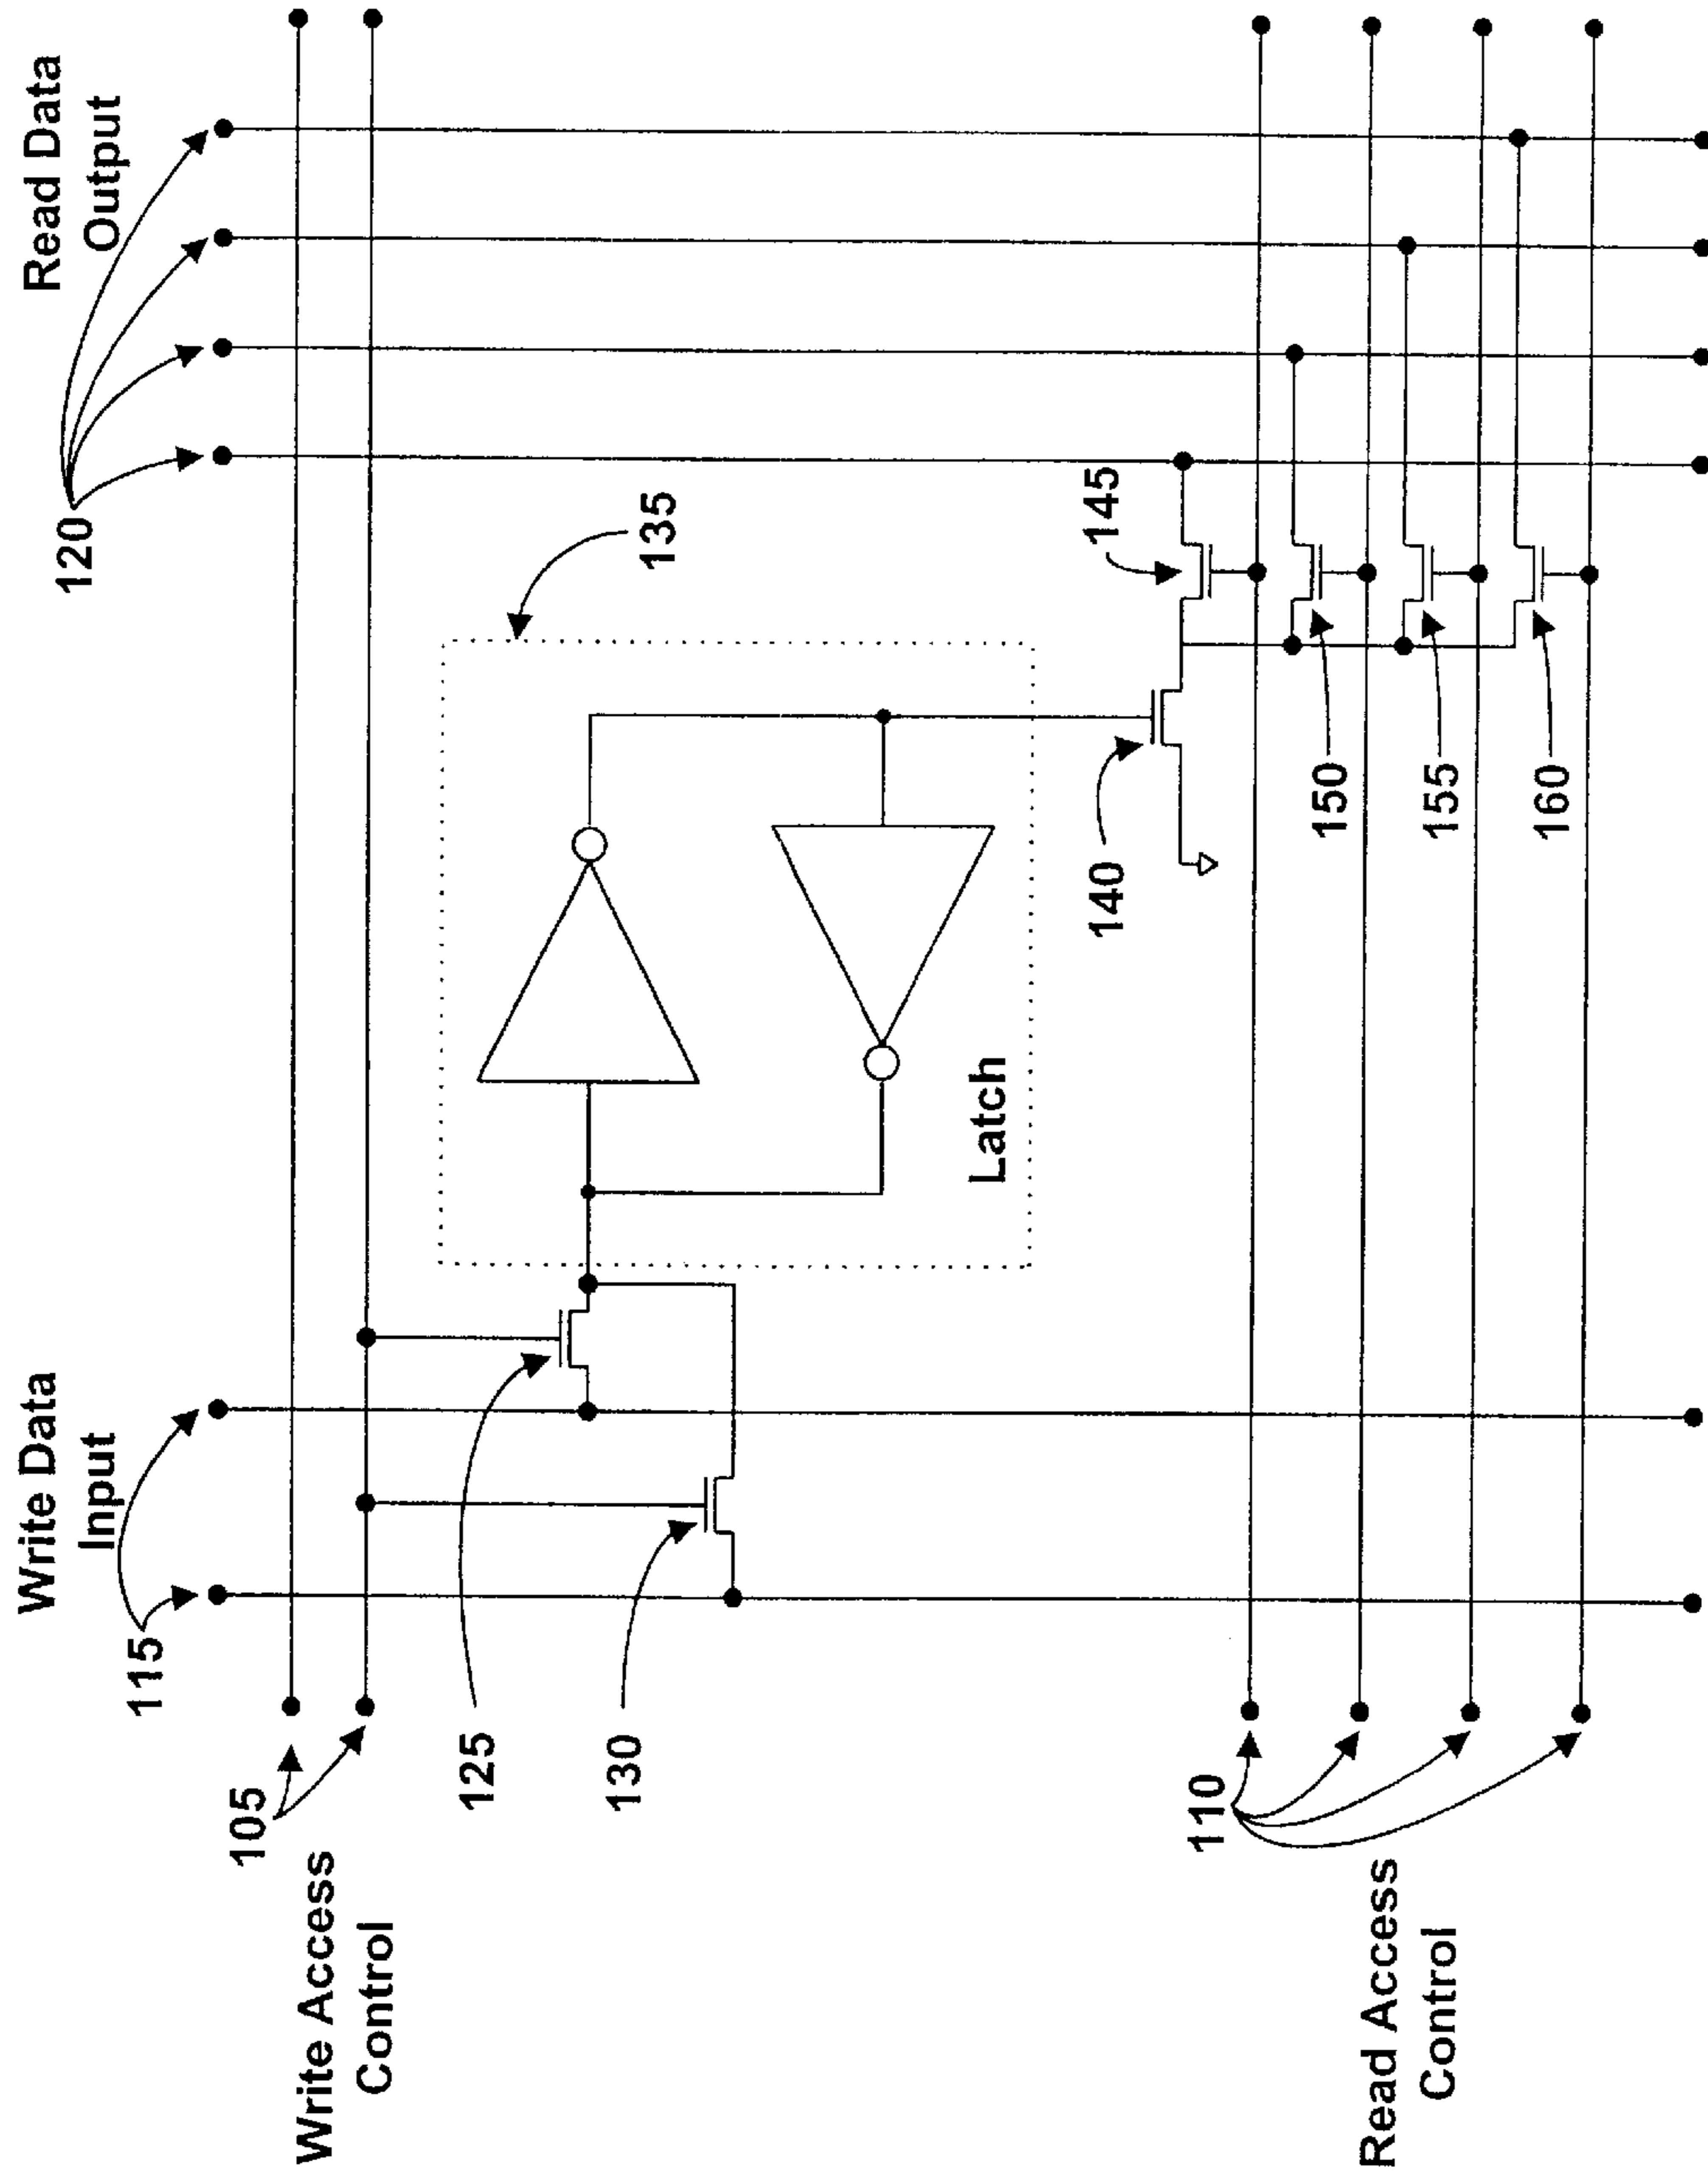 Write Data
Input
Read Data
Output
115
120
105
Write Access
Control
125
130
135
Latch
140
145
150
155
160
110
Read Access
Control